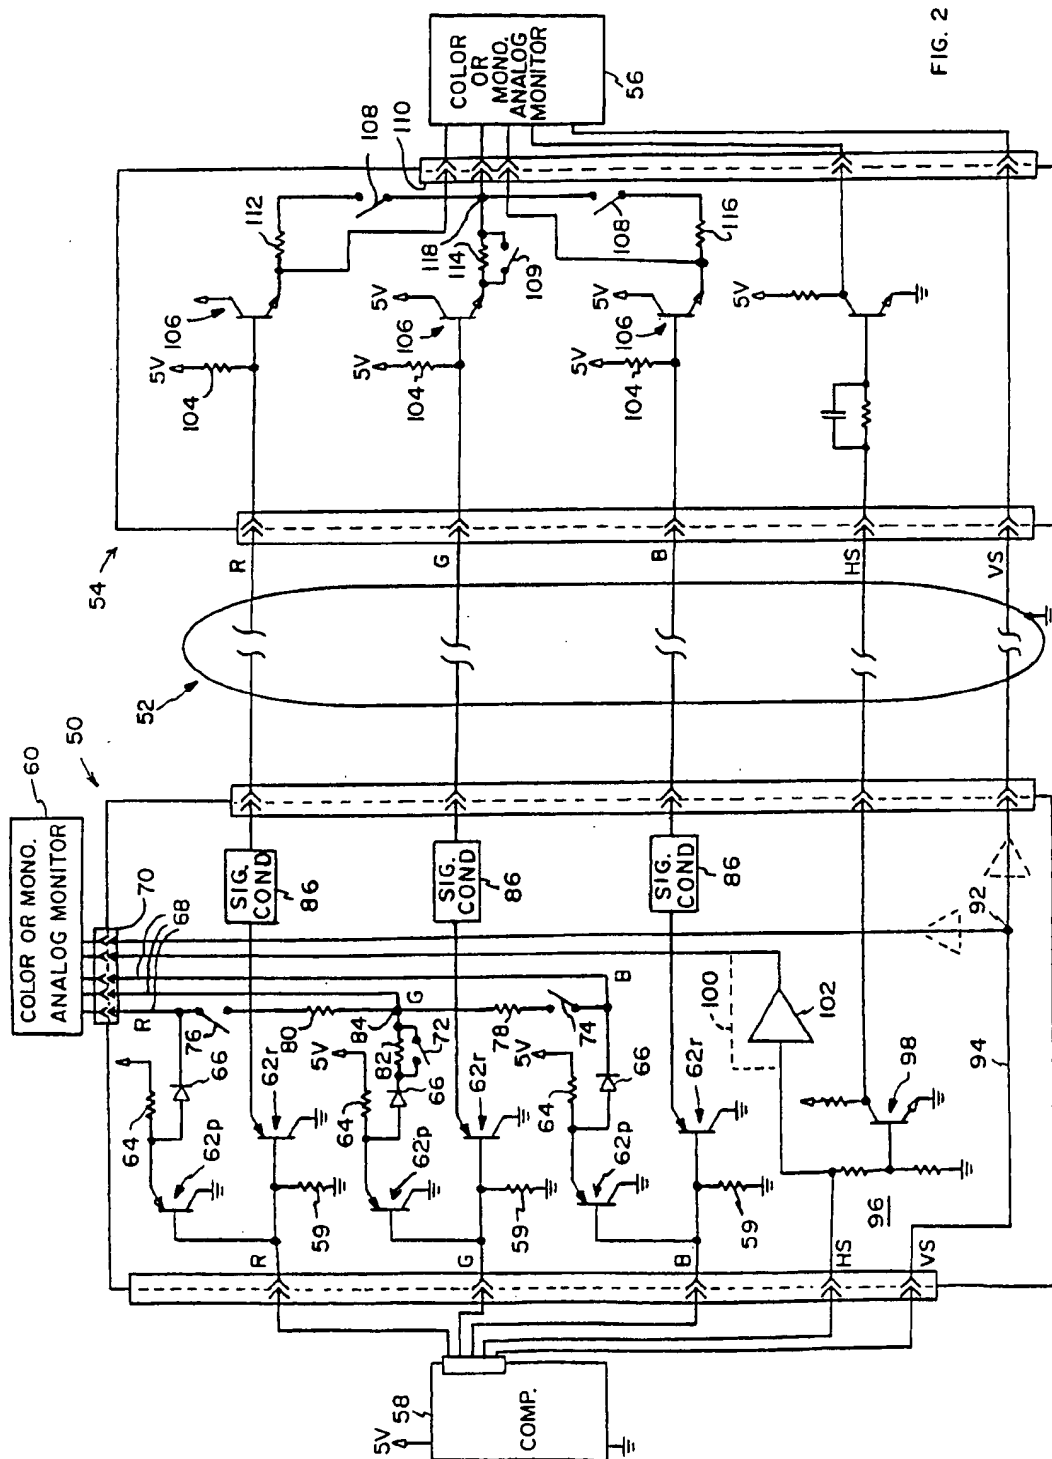 FIG. 2
COLOR
OR
MONO.
ANALOG
MONITOR
56
110
108
112
118
114
109
108
116
5V
106
104
5V
5V
106
104
5V
5V
106
104
5V
54
R
G
B
HS
VS
52
50
60
COLOR OR MONO.
ANALOG MONITOR
70
68
SIG.
COND
86
SIG.
COND
86
SIG.
COND
86
92
R
76
80
84
G
78
74
B
100
102
94
66
64
62r
62p
5V
82
72
66
64
62r
62p
5V
66
64
62r
62p
98
96
59
59
59
R
G
B
HS
VS
58
5V
COMP.